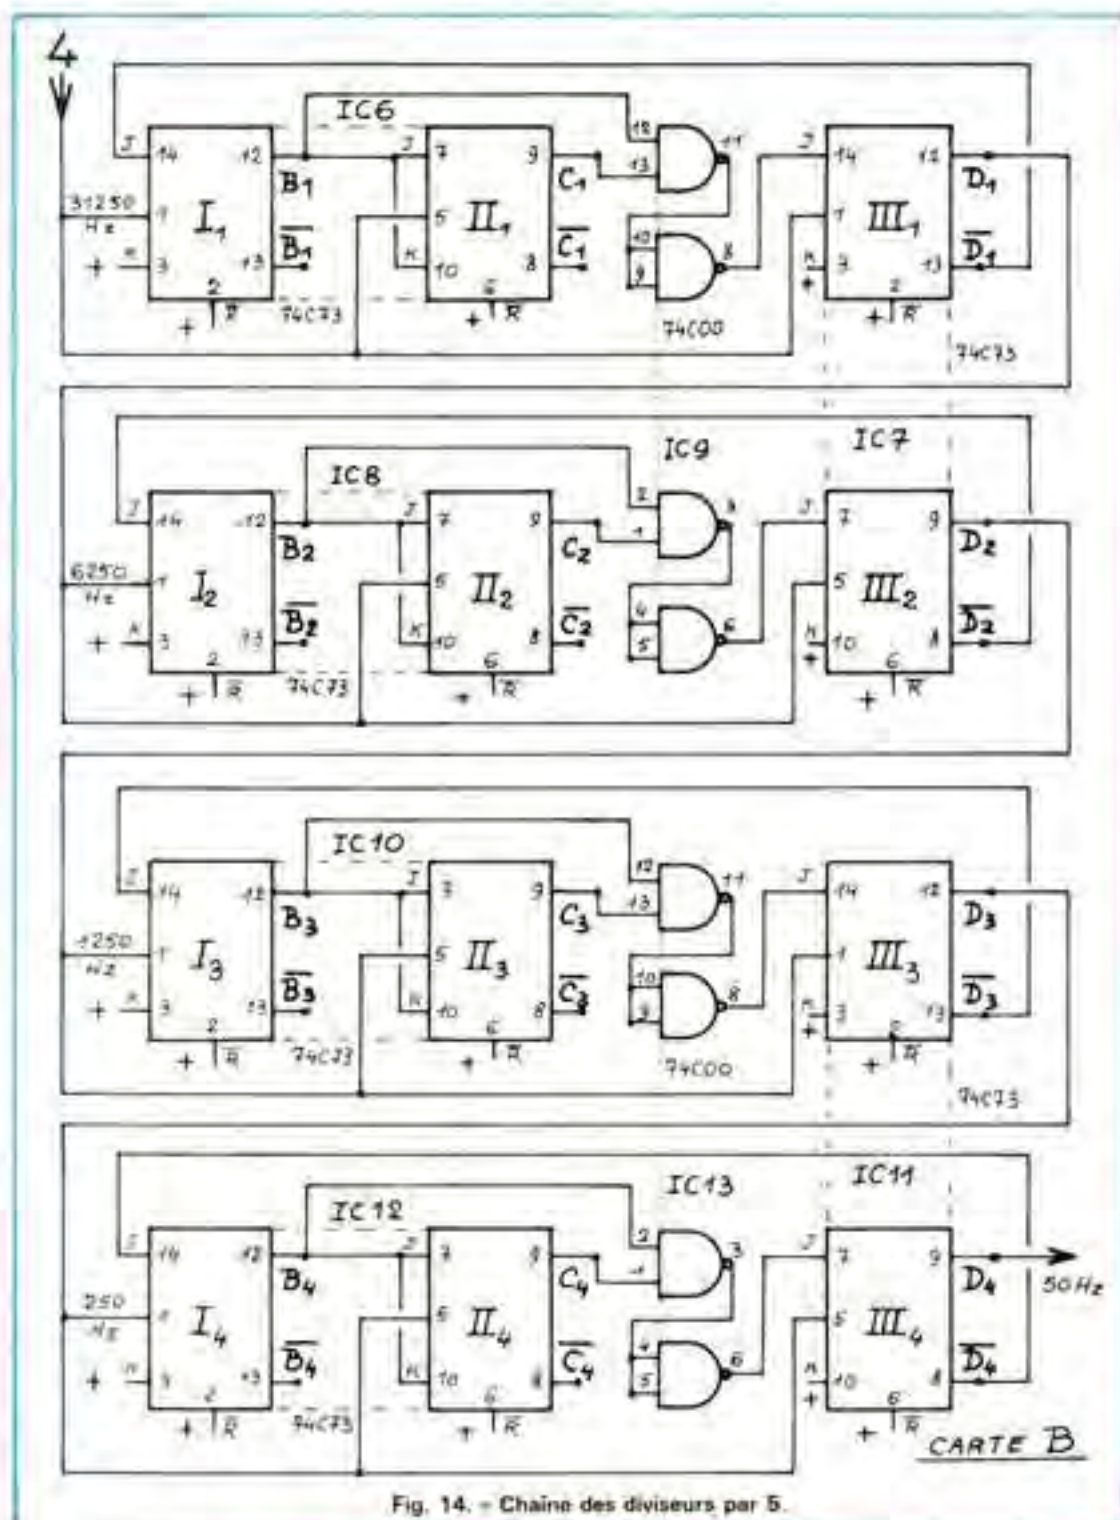 4
IC6
J 14 12 J 7 9 12 13 11 J 14 12
B1 C1 D1
31250 Hz 1 I1 5 II1 1 III1
B1 C1 10 9 8 D1
+ K 3 13 K 10 8 K + 3 13
2 6 2
+ R 74C73 + R 74C00 + R 74C73
IC8 IC9 IC7
J 14 12 J 7 9 2 1 3 J 7 9
B2 C2 D2
6250 Hz 1 I2 5 II2 5 III2
B2 C2 4 5 6 D2
+ K 3 13 K 10 8 K + 10 8
2 6 6
+ R 74C73 + R + R
IC10
J 14 12 J 3 9 12 13 11 J 14 12
B3 C3 D3
1250 Hz 1 I3 5 II3 1 III3
B3 C3 10 9 8 D3
+ K 3 13 K 10 8 K + 3 13
2 6 2
+ R 74C73 + R 74C00 + R 74C73
IC12 IC13 IC11
J 14 12 J 7 9 2 1 3 J 7 9
B4 C4 D4 50Hz
250 Hz 1 I4 5 II4 5 III4
B4 C4 4 5 6 D4
+ K 3 13 K 10 8 K + 10 8
2 6 6
+ R 74C73 + R + R
CARTE B
Fig. 14. - Chaîne des diviseurs par 5.